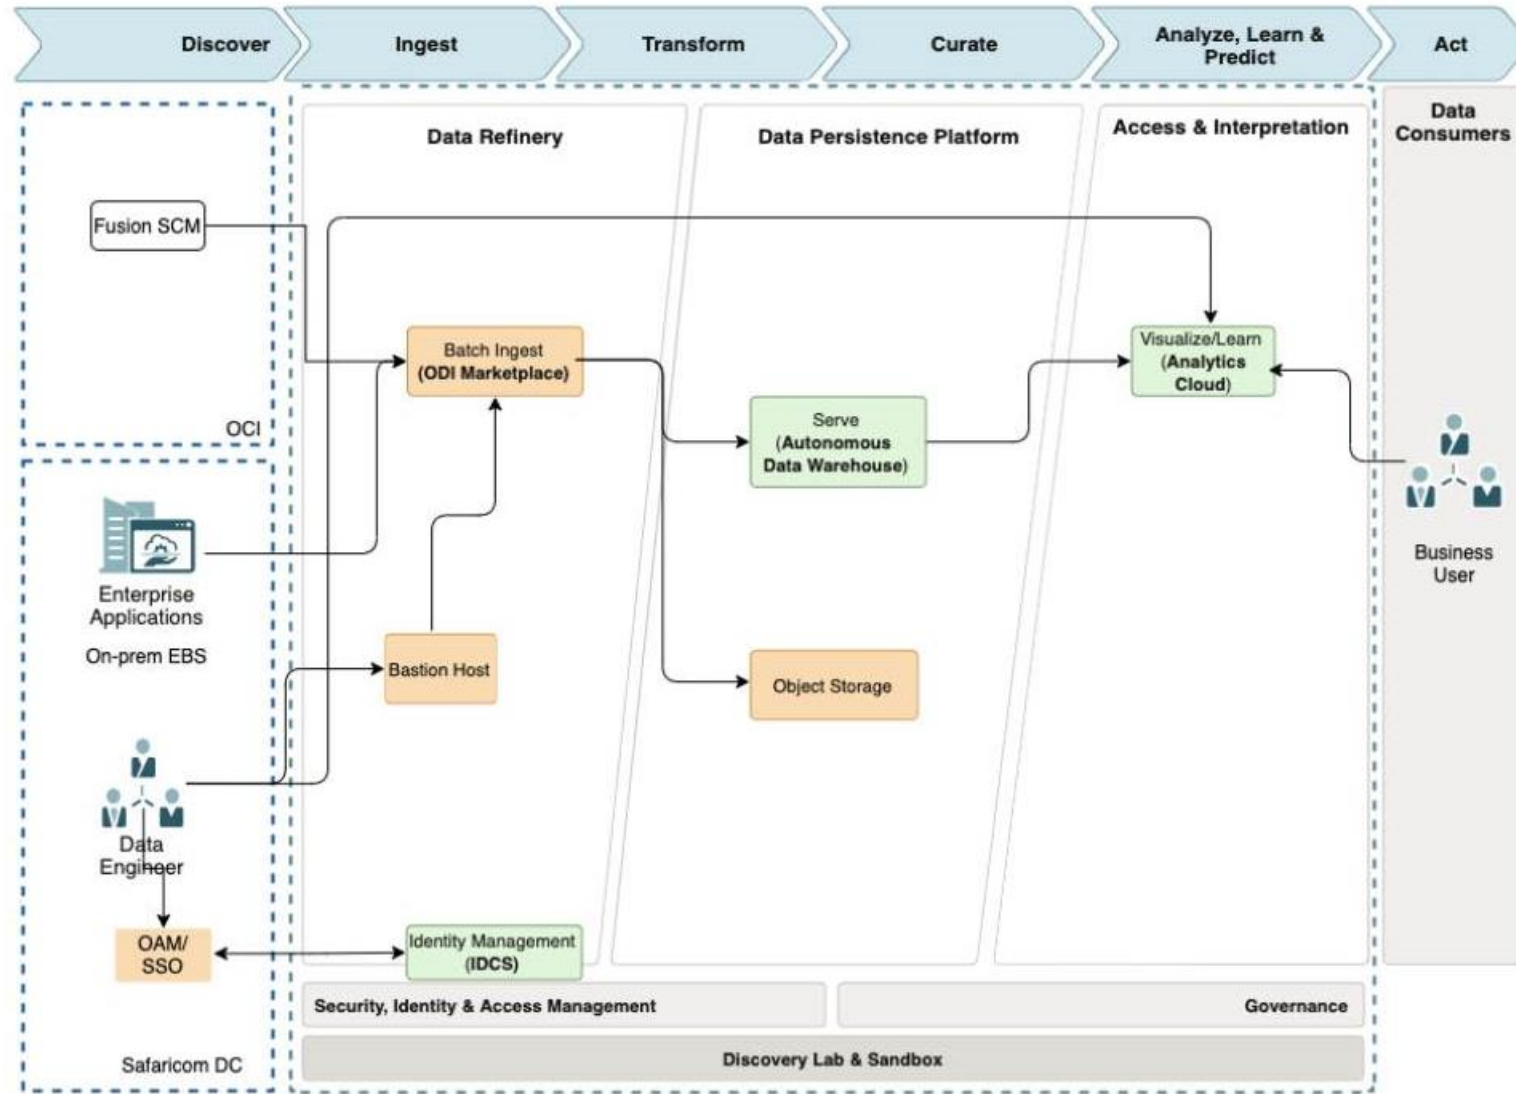 Discover
Ingest
Transform
Curate
Analyze, Learn &
Predict
Act
Data Refinery
Data Persistence Platform
Access & Interpretation
Data
Consumers
Fusion SCM
OCI
Batch Ingest
(ODI Marketplace)
Serve
(Autonomous
Data Warehouse)
Visualize/Learn
(Analytics
Cloud)
Business
User
Enterprise
Applications
On-prem EBS
Bastion Host
Object Storage
Data
Engineer
OAM/
SSO
Identity Management
(IDCS)
Safaricom DC
Security, Identity & Access Management
Governance
Discovery Lab & Sandbox